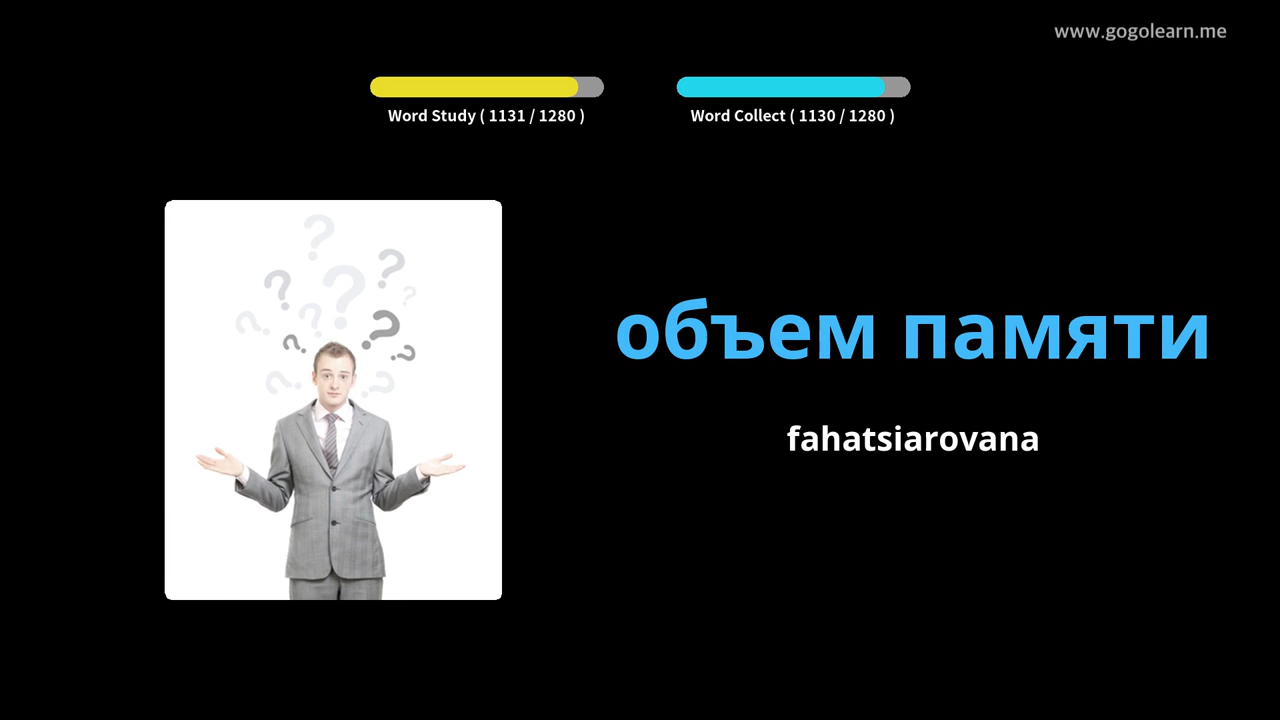 www.gogolearn.me
Word Study ( 1131 / 1280 )
Word Collect ( 1130 / 1280 )
объем памяти
fahatsiarovana